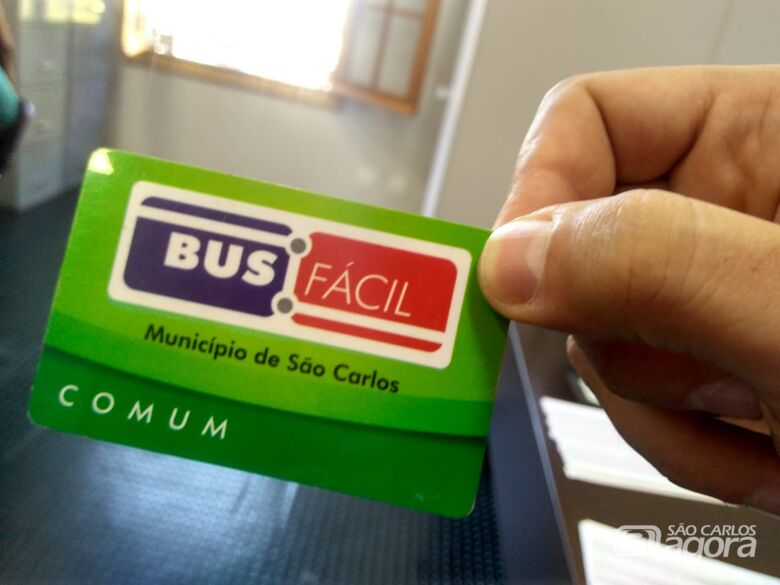 BUS FÁCIL
Município de São Carlos
COMUM
SÃO CARLOS
agora